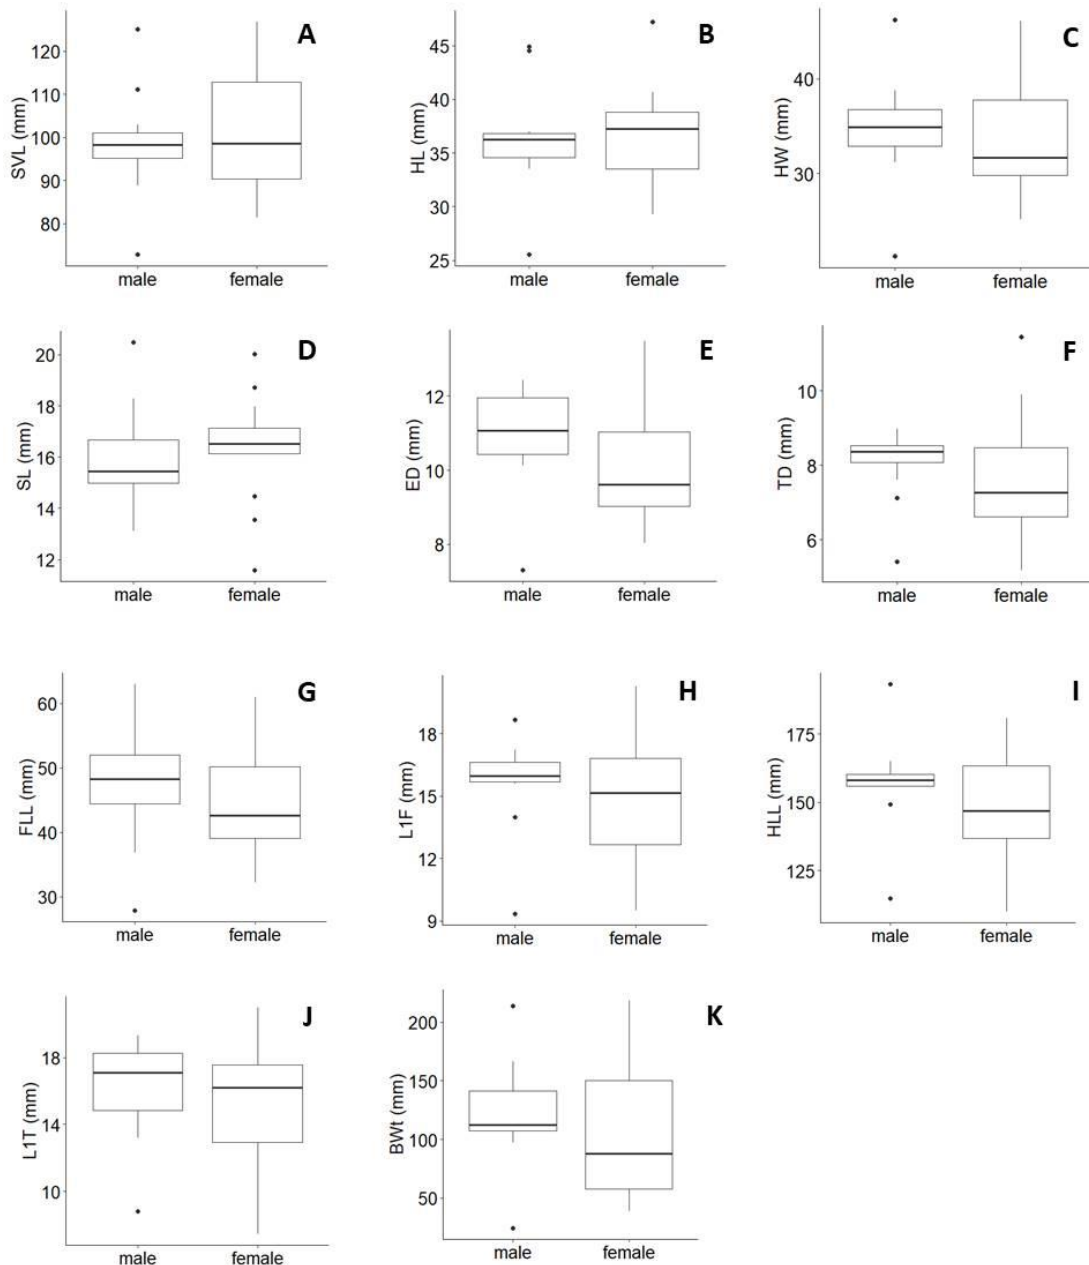 A
SVL (mm)
120
110
100
90
80
male female
B
HL (mm)
45
40
35
30
25
male female
C
HW (mm)
40
30
male female
D
SL (mm)
20
18
16
14
12
male female
E
ED (mm)
12
10
8
male female
F
TD (mm)
10
8
6
male female
G
FLL (mm)
60
50
40
30
male female
H
L1F (mm)
18
15
12
9
male female
I
HLL (mm)
175
150
125
male female
J
L1T (mm)
18
14
10
male female
K
BWt (mm)
200
150
100
50
male female